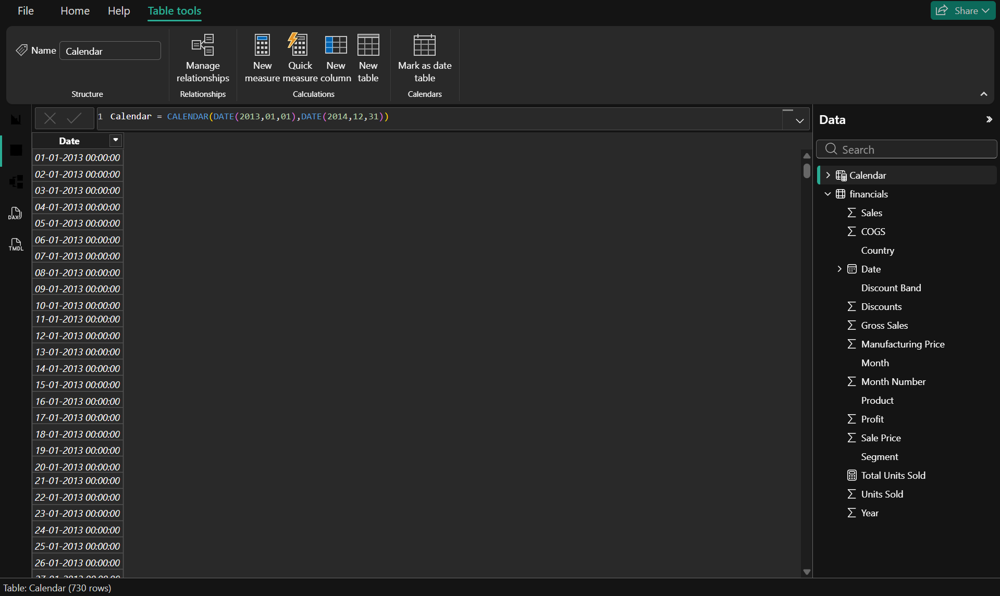 File Home Help Table tools Share
Name Calendar
Structure
Manage relationships
Relationships
New measure
Quick measure
New column
New table
Calculations
Mark as date table
Calendars
1 Calendar = CALENDAR(DATE(2013,01,01),DATE(2014,12,31))
Date
01-01-2013 00:00:00
02-01-2013 00:00:00
03-01-2013 00:00:00
04-01-2013 00:00:00
05-01-2013 00:00:00
06-01-2013 00:00:00
07-01-2013 00:00:00
08-01-2013 00:00:00
09-01-2013 00:00:00
10-01-2013 00:00:00
11-01-2013 00:00:00
12-01-2013 00:00:00
13-01-2013 00:00:00
14-01-2013 00:00:00
15-01-2013 00:00:00
16-01-2013 00:00:00
17-01-2013 00:00:00
18-01-2013 00:00:00
19-01-2013 00:00:00
20-01-2013 00:00:00
21-01-2013 00:00:00
22-01-2013 00:00:00
23-01-2013 00:00:00
24-01-2013 00:00:00
25-01-2013 00:00:00
26-01-2013 00:00:00
DAX
TMDL
Data
Search
Calendar
financials
Sales
COGS
Country
Date
Discount Band
Discounts
Gross Sales
Manufacturing Price
Month
Month Number
Product
Profit
Sale Price
Segment
Total Units Sold
Units Sold
Year
Table: Calendar (730 rows)